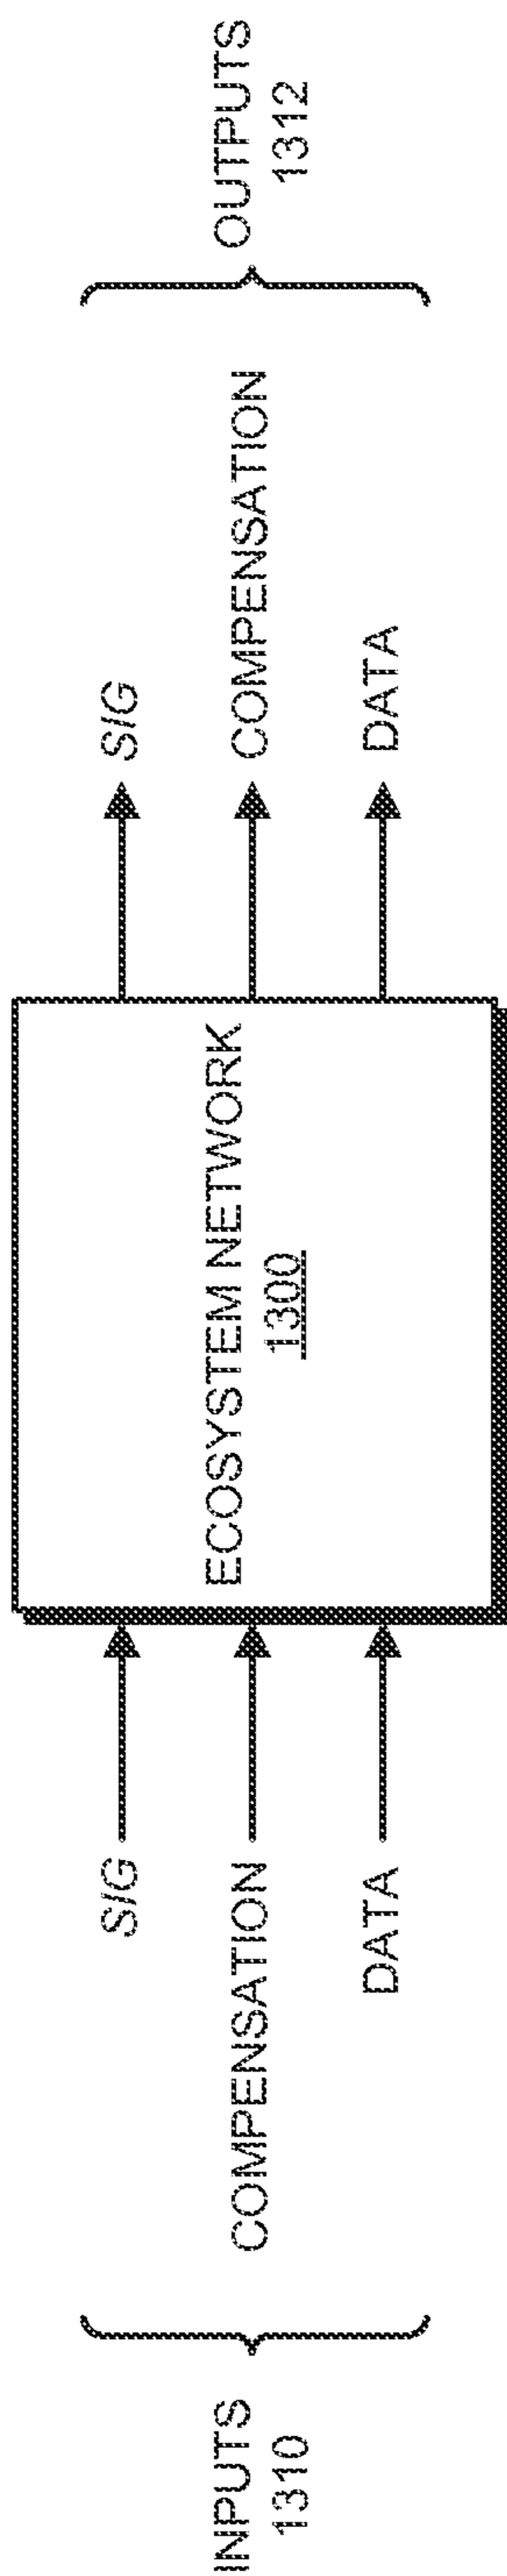 INPUTS
1310
SIG
COMPENSATION
DATA
ECOSYSTEM NETWORK
1300
SIG
COMPENSATION
DATA
OUTPUTS
1312